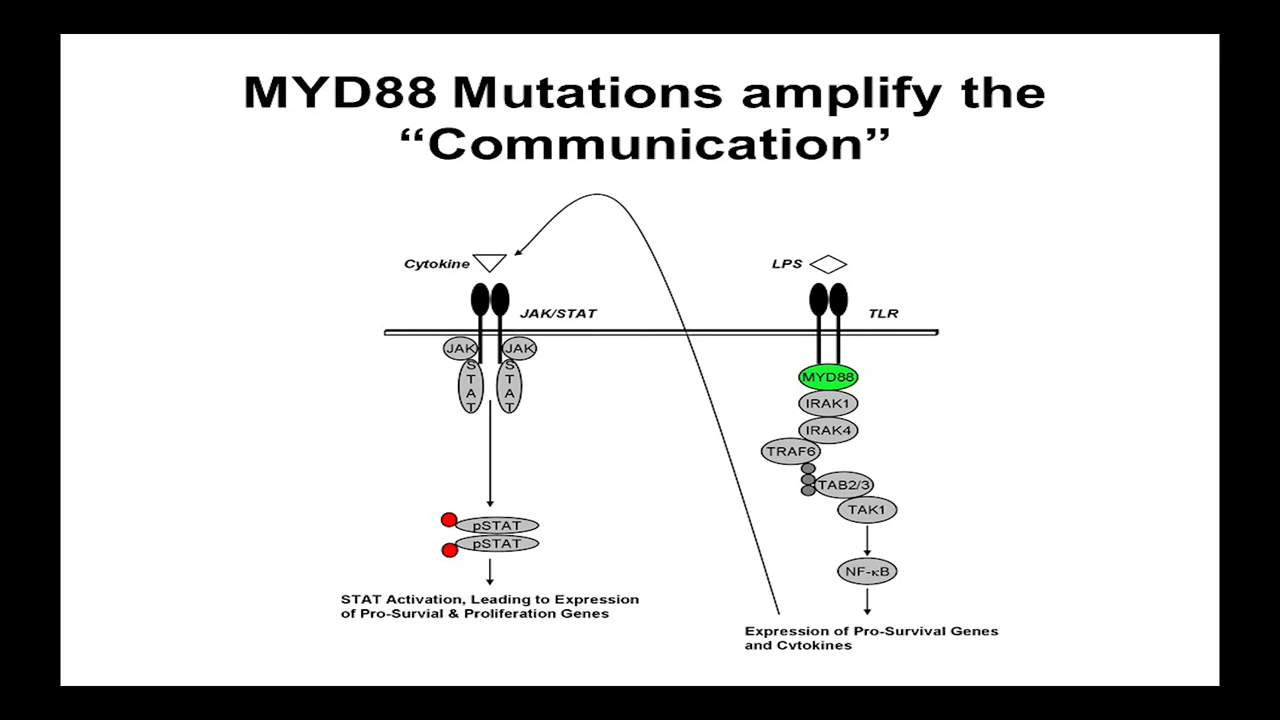 MYD88 Mutations amplify the
“Communication”
Cytokine
LPS
JAK/STAT
TLR
JAK
JAK
STAT
STAT
MYD88
IRAK1
IRAK4
TRAF6
TAB2/3
TAK1
pSTAT
pSTAT
NF-κB
STAT Activation, Leading to Expression
of Pro-Survial & Proliferation Genes
Expression of Pro-Survival Genes
and Cytokines